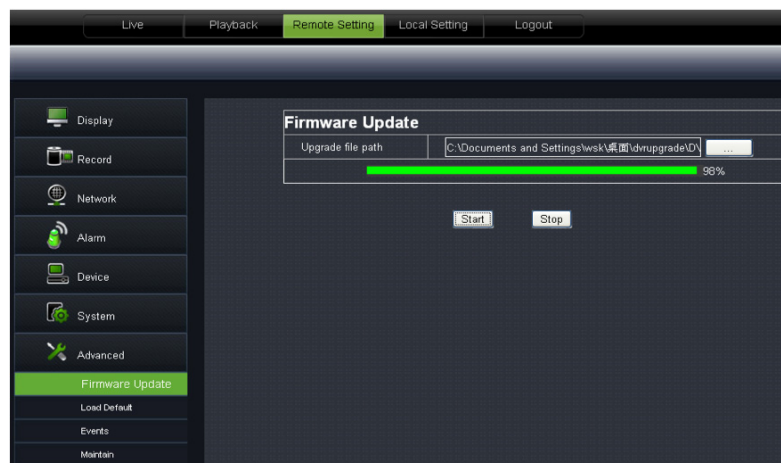 Live Playback Remote Setting Local Setting Logout
Display
Record
Network
Alarm
Device
System
Advanced
Firmware Update
Load Default
Events
Maintain
Firmware Update
Upgrade file path C:\Documents and Settings\wsk\桌面\dvrupgrade\D\ ...
98%
Start Stop